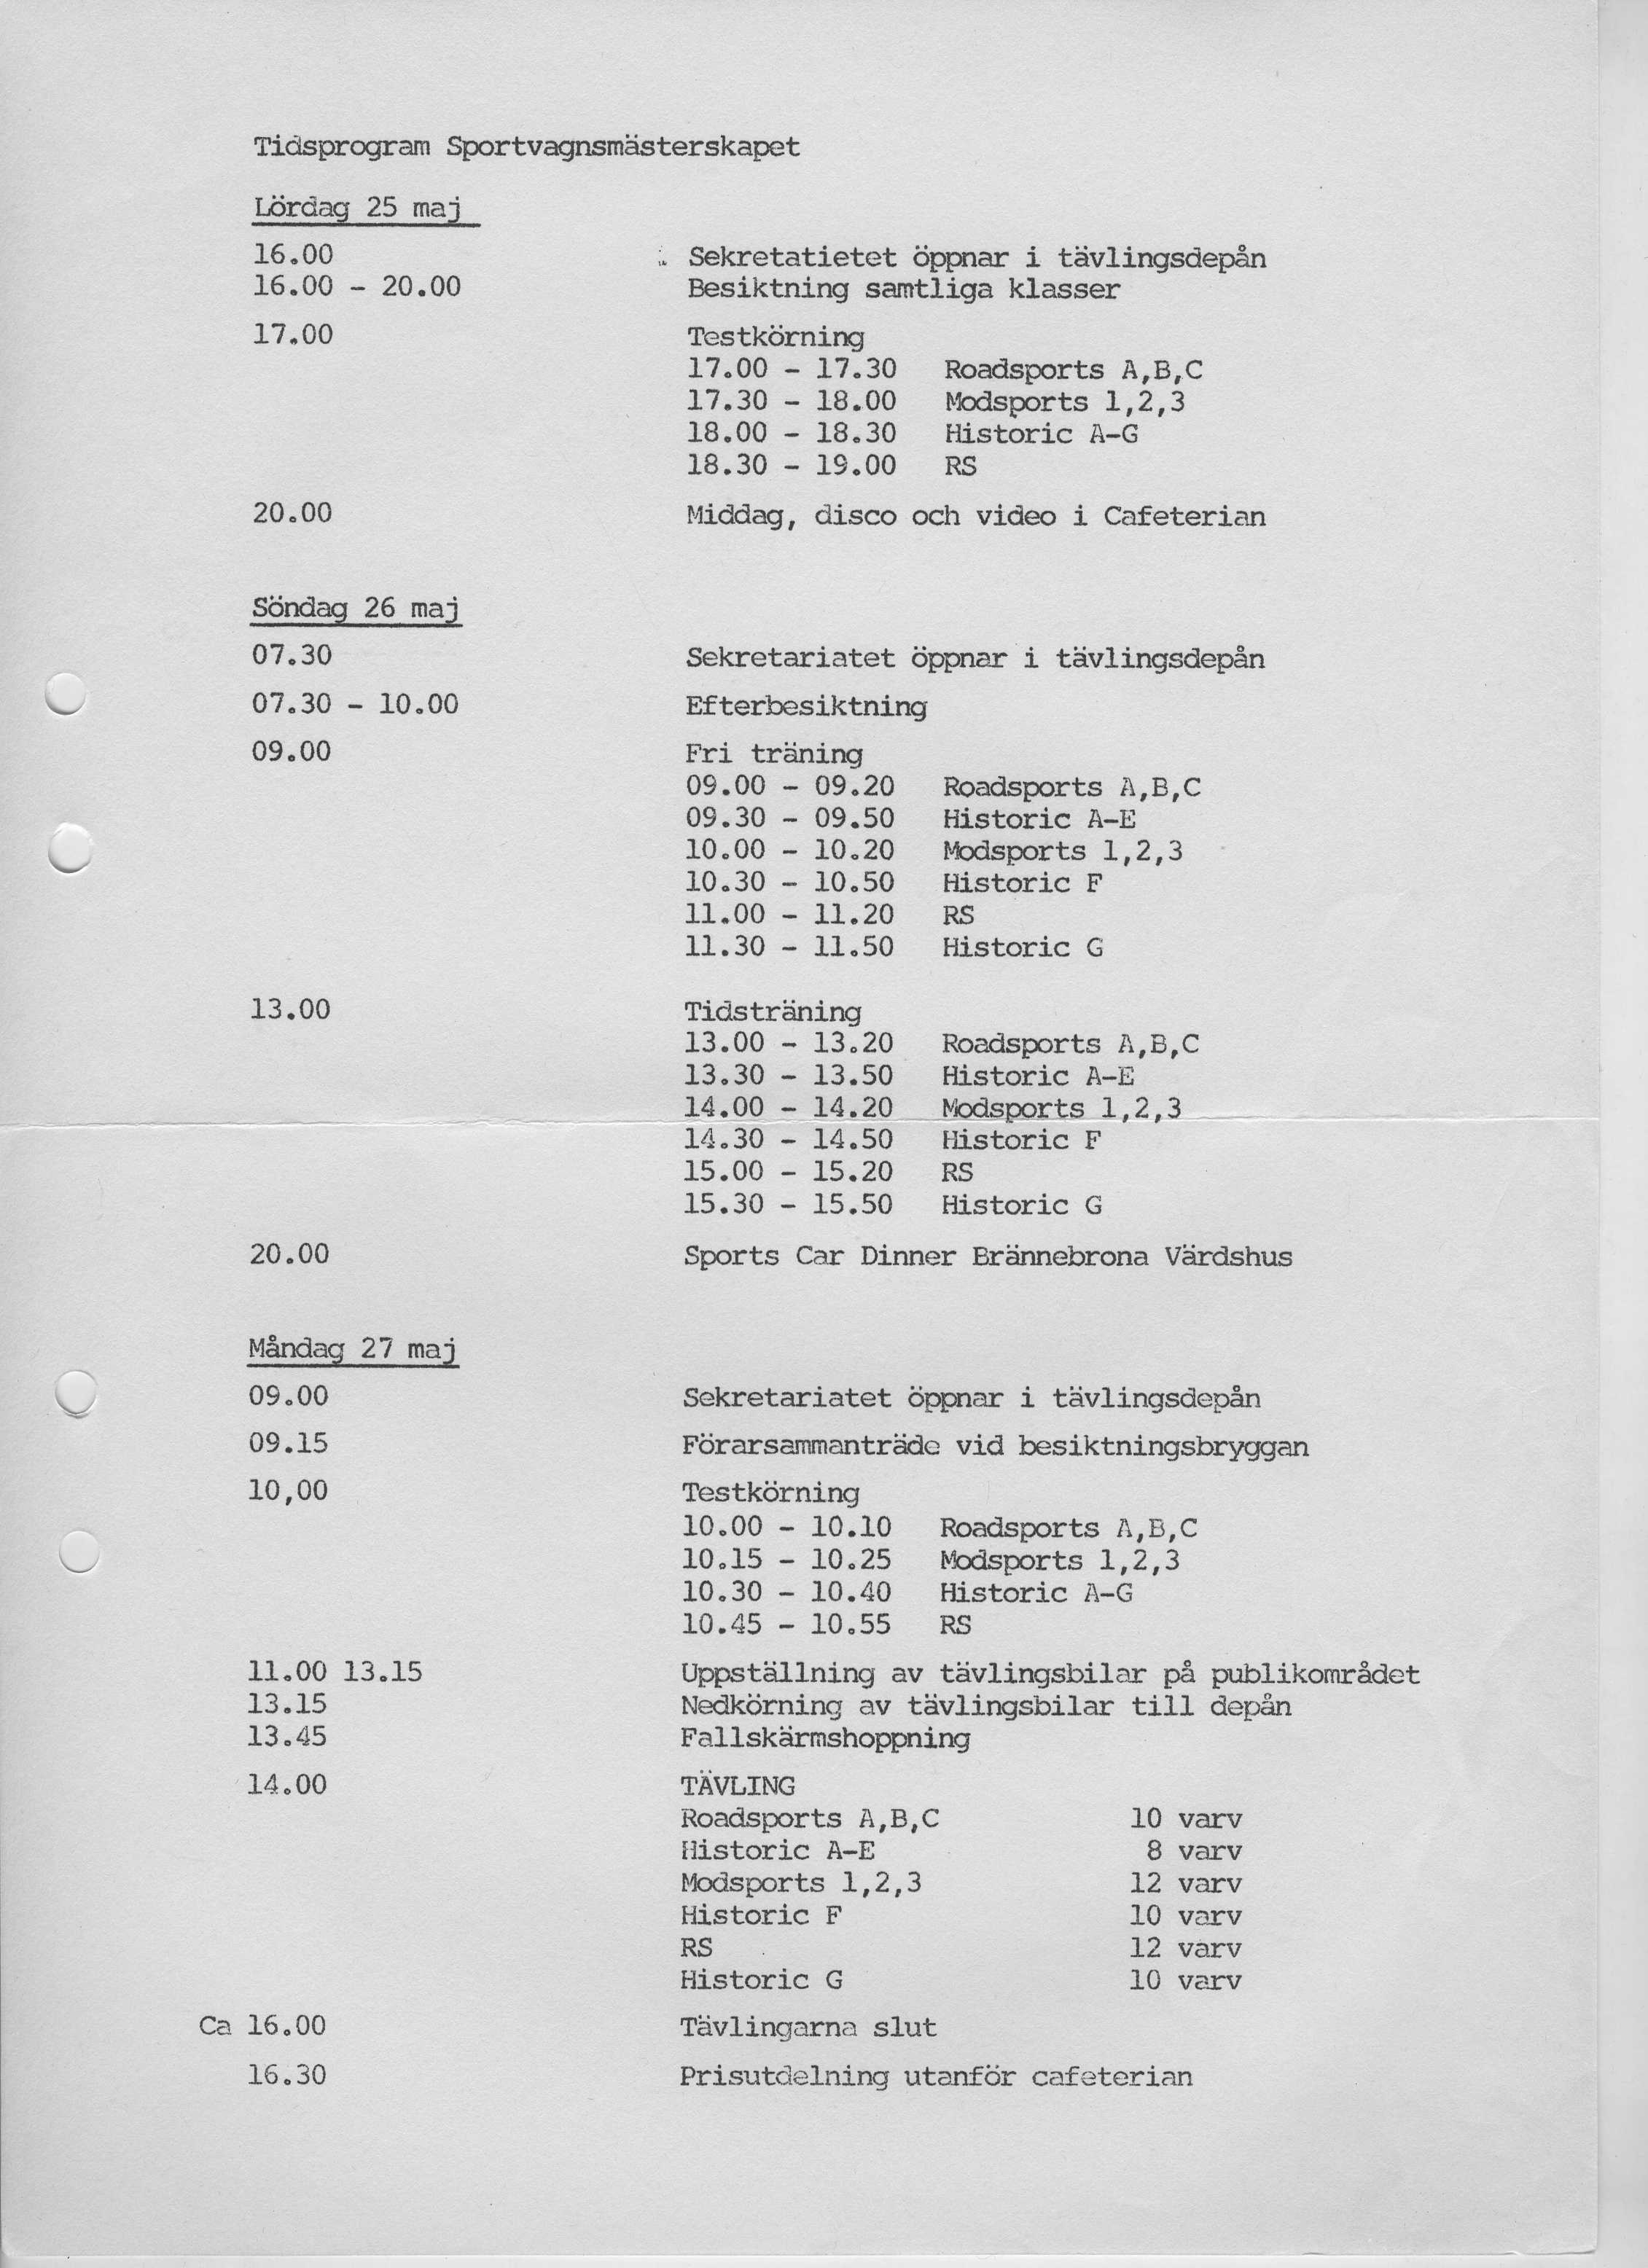 Tidsprogram Sportvagnsmästerskapet
Lördag 25 maj
16.00 Sekretatietet öppnar i tävlingsdepån
16.00 - 20.00 Besiktning samtliga klasser
17.00 Testkörning
17.00 - 17.30 Roadsports A,B,C
17.30 - 18.00 Modsports 1,2,3
18.00 - 18.30 Historic A-G
18.30 - 19.00 RS
20.00 Middag, disco och video i Cafeterian
Söndag 26 maj
07.30 Sekretariatet öppnar i tävlingsdepån
07.30 - 10.00 Efterbesiktning
09.00 Fri träning
09.00 - 09.20 Roadsports A,B,C
09.30 - 09.50 Historic A-E
10.00 - 10.20 Modsports 1,2,3
10.30 - 10.50 Historic F
11.00 - 11.20 RS
11.30 - 11.50 Historic G
13.00 Tidsträning
13.00 - 13.20 Roadsports A,B,C
13.30 - 13.50 Historic A-E
14.00 - 14.20 Modsports 1,2,3
14.30 - 14.50 Historic F
15.00 - 15.20 RS
15.30 - 15.50 Historic G
20.00 Sports Car Dinner Brännebrona Värdshus
Måndag 27 maj
09.00 Sekretariatet öppnar i tävlingsdepån
09.15 Förarsammanträde vid besiktningsbryggan
10,00 Testkörning
10.00 - 10.10 Roadsports A,B,C
10.15 - 10.25 Modsports 1,2,3
10.30 - 10.40 Historic A-G
10.45 - 10.55 RS
11.00 13.15 Uppställning av tävlingsbilar på publikområdet
13.15 Nedkörning av tävlingsbilar till depån
13.45 Fallskärmshoppning
14.00 TÄVLING
Roadsports A,B,C 10 varv
Historic A-E 8 varv
Modsports 1,2,3 12 varv
Historic F 10 varv
RS 12 varv
Historic G 10 varv
Ca 16.00 Tävlingarna slut
16.30 Prisutdelning utanför cafeterian